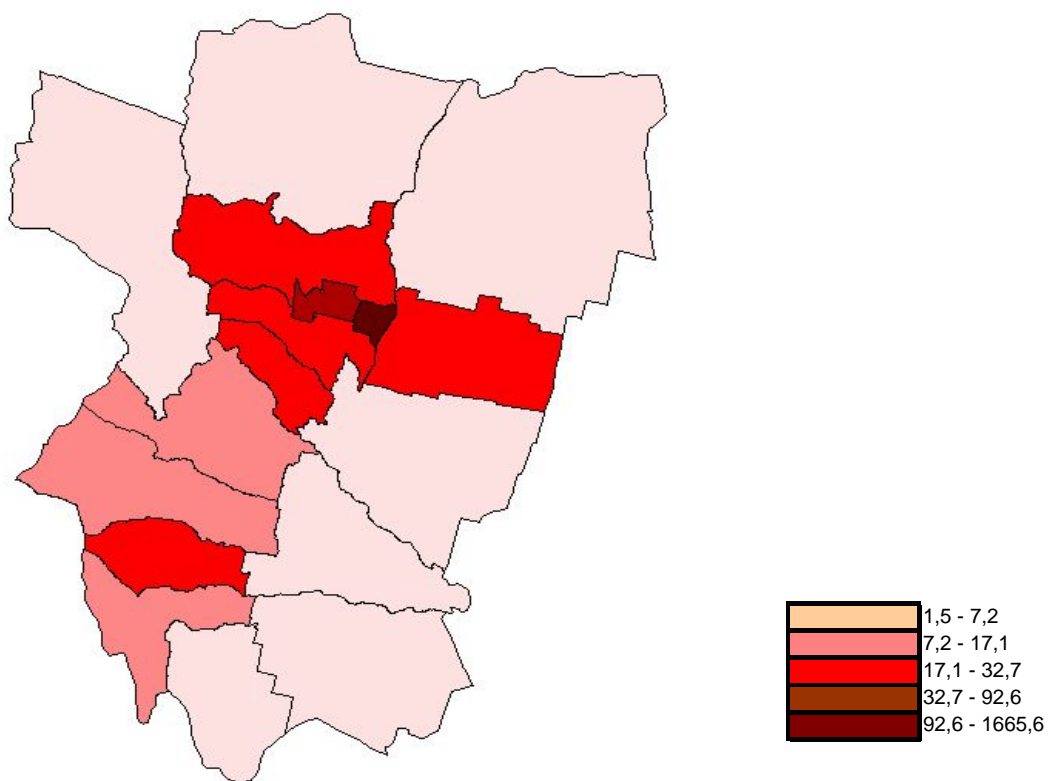 1,5 - 7,2
7,2 - 17,1
17,1 - 32,7
32,7 - 92,6
92,6 - 1665,6